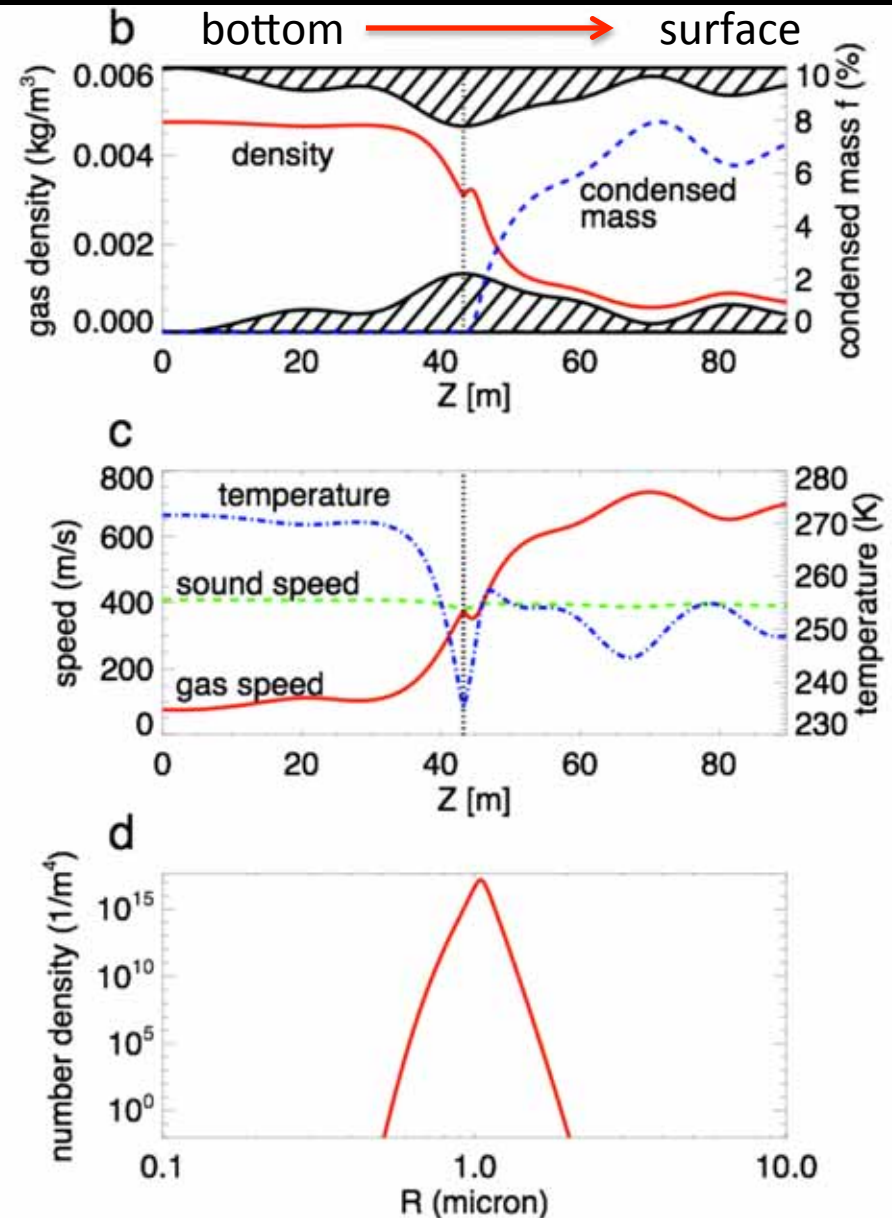 b
bottom
surface
gas density (kg/m³)
0.006
0.004
0.002
0.000
density
condensed
mass
10
8
6
4
2
0
condensed mass f (%)
0
20
40
60
80
Z [m]
c
speed (m/s)
800
600
400
200
0
temperature
sound speed
gas speed
280
270
260
250
240
230
temperature (K)
0
20
40
60
80
Z [m]
d
number density (1/m⁴)
10¹⁵
10¹⁰
10⁵
10⁰
0.1
1.0
10.0
R (micron)